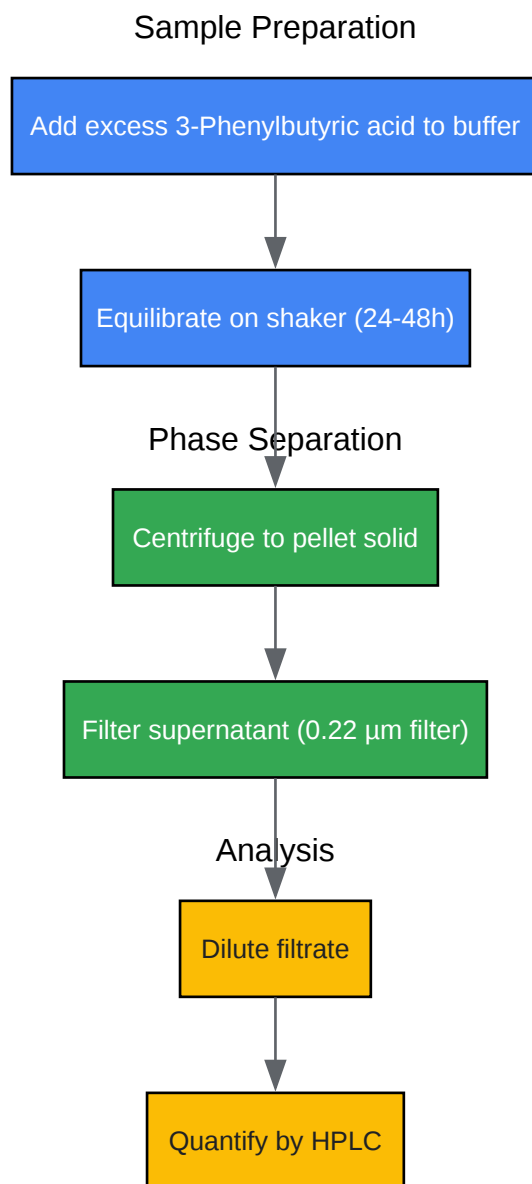 Sample Preparation
Add excess 3-Phenylbutyric acid to buffer
Equilibrate on shaker (24-48h)
Phase Separation
Centrifuge to pellet solid
Filter supernatant (0.22 µm filter)
Analysis
Dilute filtrate
Quantify by HPLC